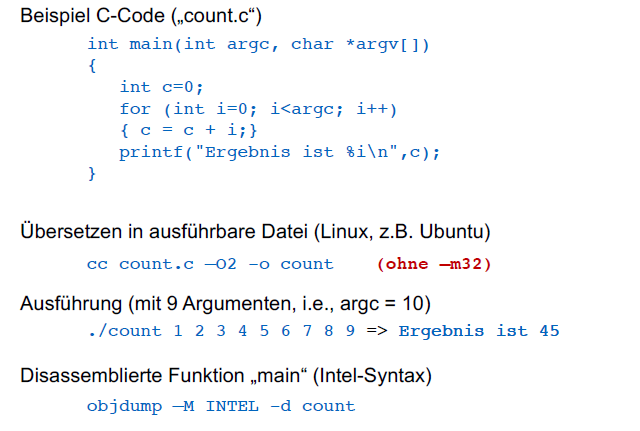 Beispiel C-Code („count.c“)
int main(int argc, char *argv[])
{
int c=0;
for (int i=0; i<argc; i++)
{ c = c + i;}
printf("Ergebnis ist %i\n",c);
}
Übersetzen in ausführbare Datei (Linux, z.B. Ubuntu)
cc count.c –O2 -o count (ohne –m32)
Ausführung (mit 9 Argumenten, i.e., argc = 10)
./count 1 2 3 4 5 6 7 8 9 => Ergebnis ist 45
Disassemblierte Funktion „main“ (Intel-Syntax)
objdump –M INTEL -d count